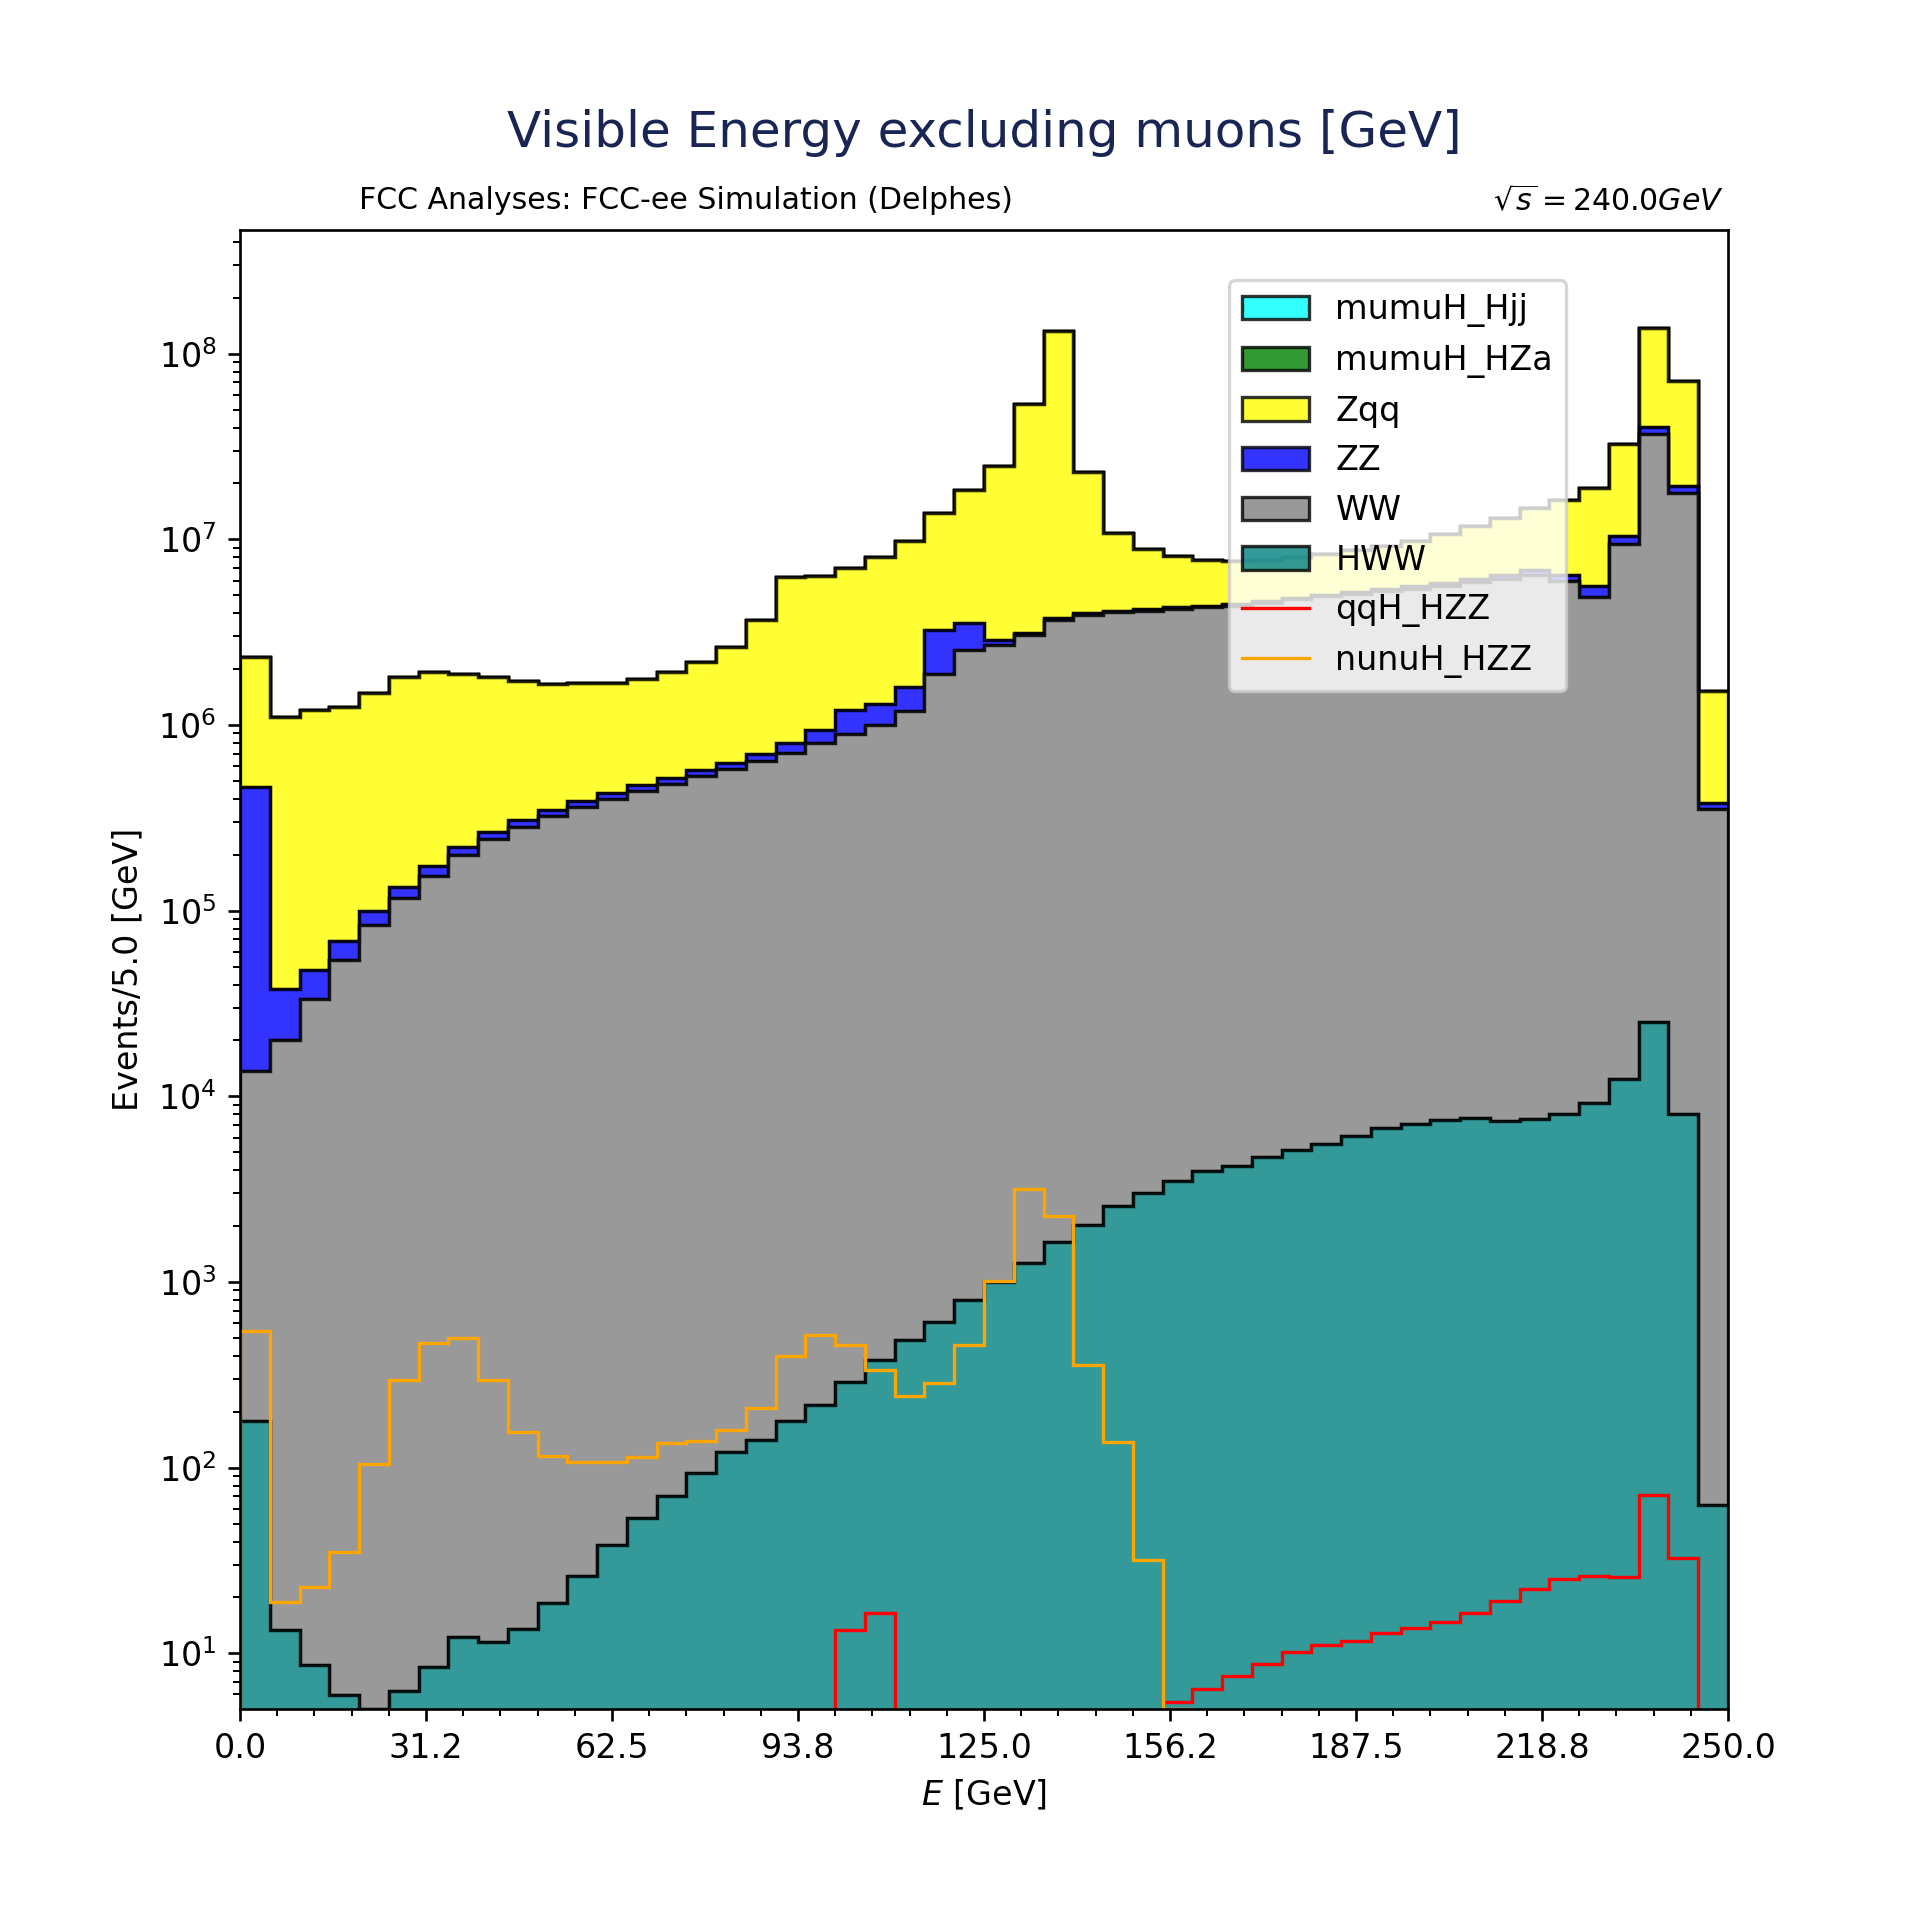 Visible Energy excluding muons [GeV]
FCC Analyses: FCC-ee Simulation (Delphes)
√s = 240.0GeV
mumuH_Hjj
mumuH_HZa
Zqq
ZZ
WW
HWW
qqH_HZZ
nunuH_HZZ
Events/5.0 [GeV]
10⁸
10⁷
10⁶
10⁵
10⁴
10³
10²
10¹
0.0 31.2 62.5 93.8 125.0 156.2 187.5 218.8 250.0
E [GeV]